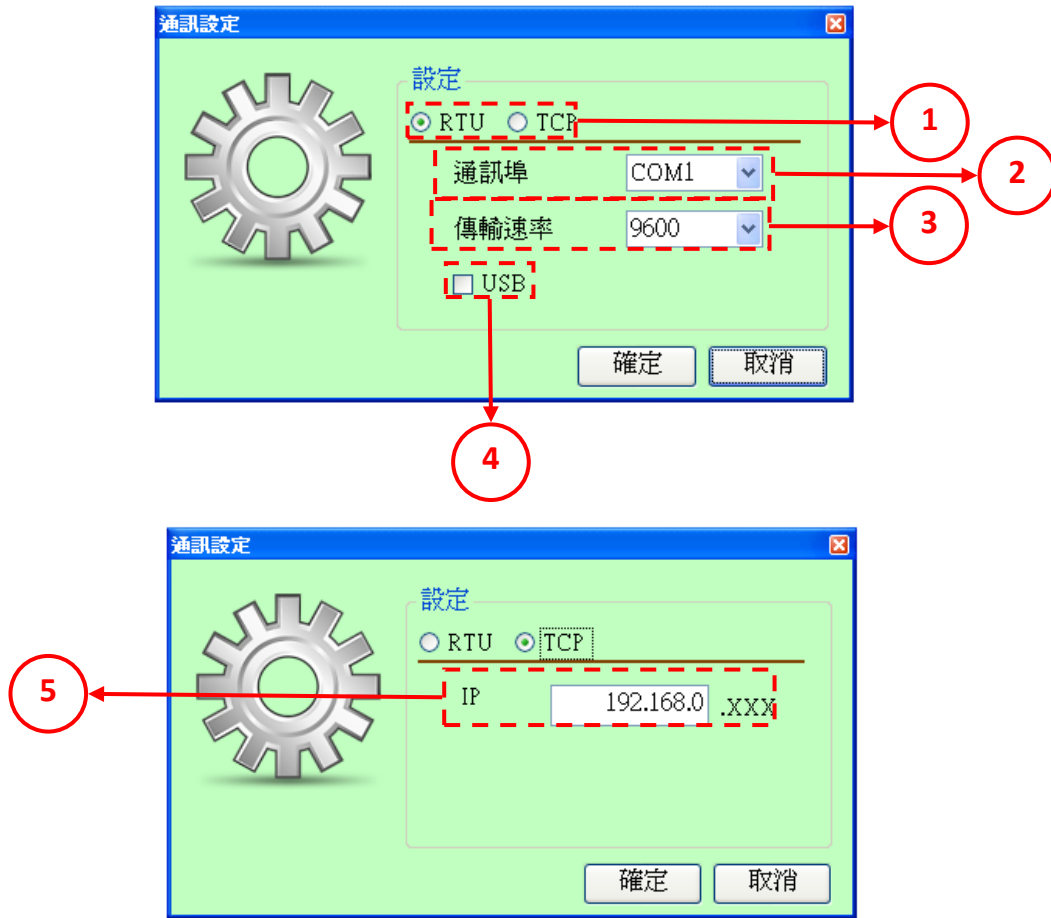 通訊設定
設定
RTU TCP
1
通訊埠 COM1
2
傳輸速率 9600
3
USB
確定 取消
4
通訊設定
設定
RTU TCP
5
IP 192.168.0 .XXX
確定 取消